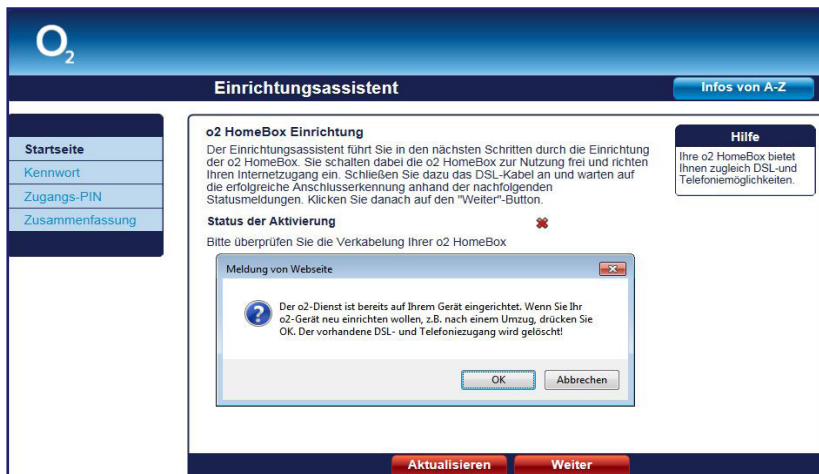 O2
Einrichtungsassistent
Infos von A-Z
Startseite
Kennwort
Zugangs-PIN
Zusammenfassung
o2 HomeBox Einrichtung
Der Einrichtungsassistent führt Sie in den nächsten Schritten durch die Einrichtung
der o2 HomeBox. Sie schalten dabei die o2 HomeBox zur Nutzung frei und richten
Ihren Internetzugang ein. Schließen Sie dazu das DSL-Kabel an und warten auf
die erfolgreiche Anschlusserkennung anhand der nachfolgenden
Statusmeldungen. Klicken Sie danach auf den "Weiter"-Button.
Status der Aktivierung
Bitte überprüfen Sie die Verkabelung Ihrer o2 HomeBox
Meldung von Webseite
Der o2-Dienst ist bereits auf Ihrem Gerät eingerichtet. Wenn Sie Ihr
o2-Gerät neu einrichten wollen, z.B. nach einem Umzug, drücken Sie
OK. Der vorhandene DSL- und Telefoniezugang wird gelöscht!
OK
Abbrechen
Hilfe
Ihre o2 HomeBox bietet
Ihnen zugleich DSL-und
Telefoniemöglichkeiten.
Aktualisieren
Weiter